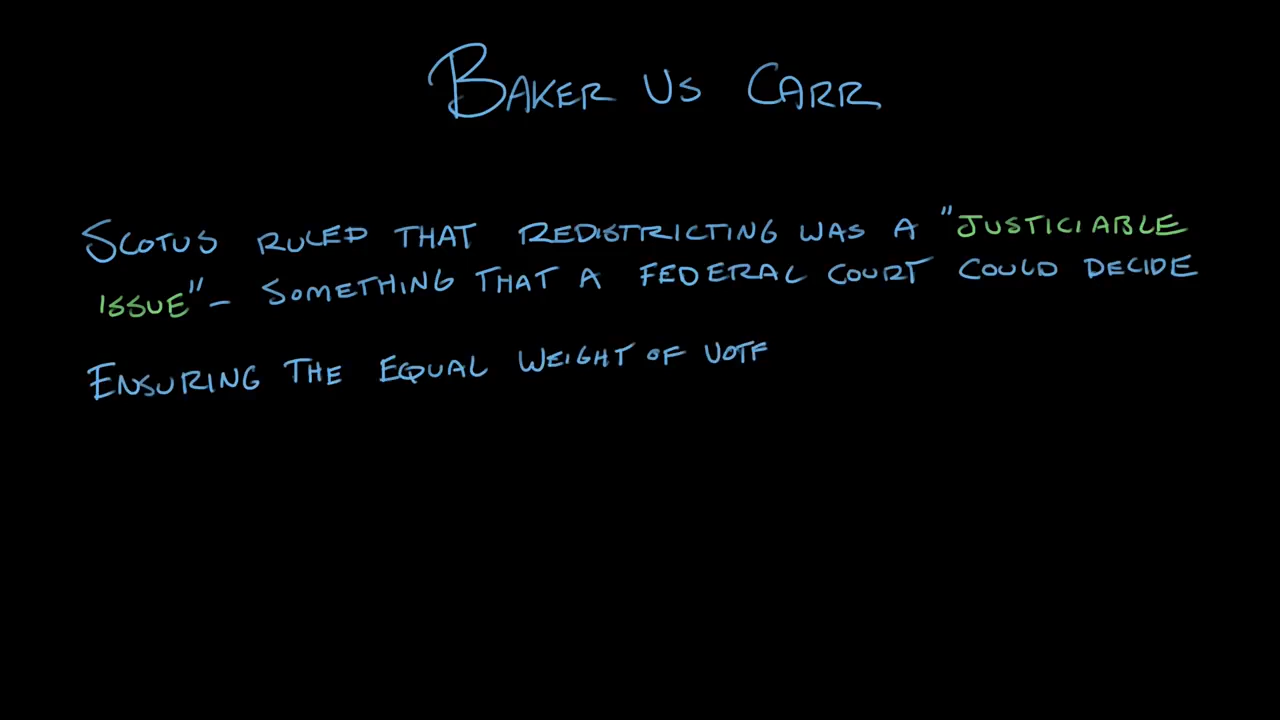 BAKER VS CARR
SCOTUS RULED THAT REDISTRICTING WAS A "JUSTICIABLE
ISSUE" - SOMETHING THAT A FEDERAL COURT COULD DECIDE
ENSURING THE EQUAL WEIGHT OF VOTE